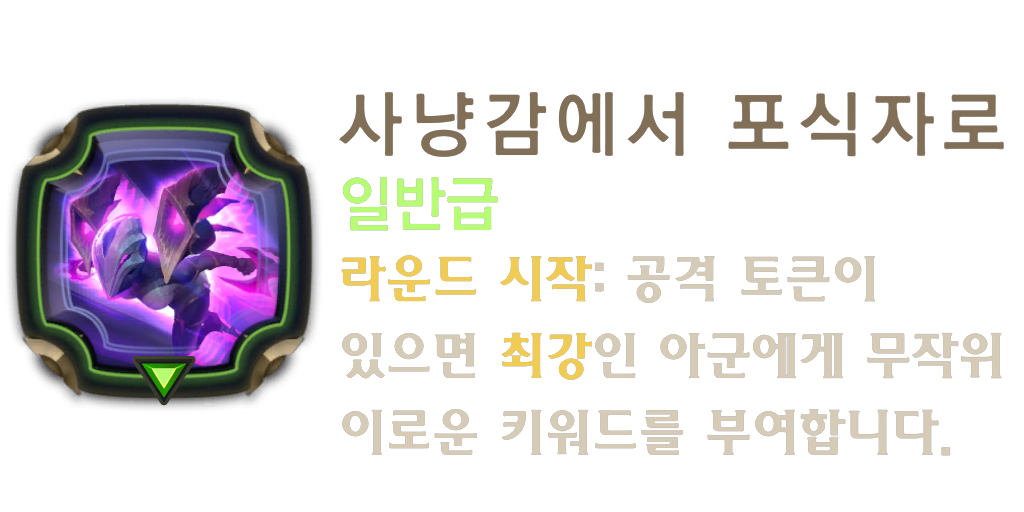 사냥감에서 포식자로
일반급
라운드 시작: 공격 토큰이
있으면 최강인 아군에게 무작위
이로운 키워드를 부여합니다.